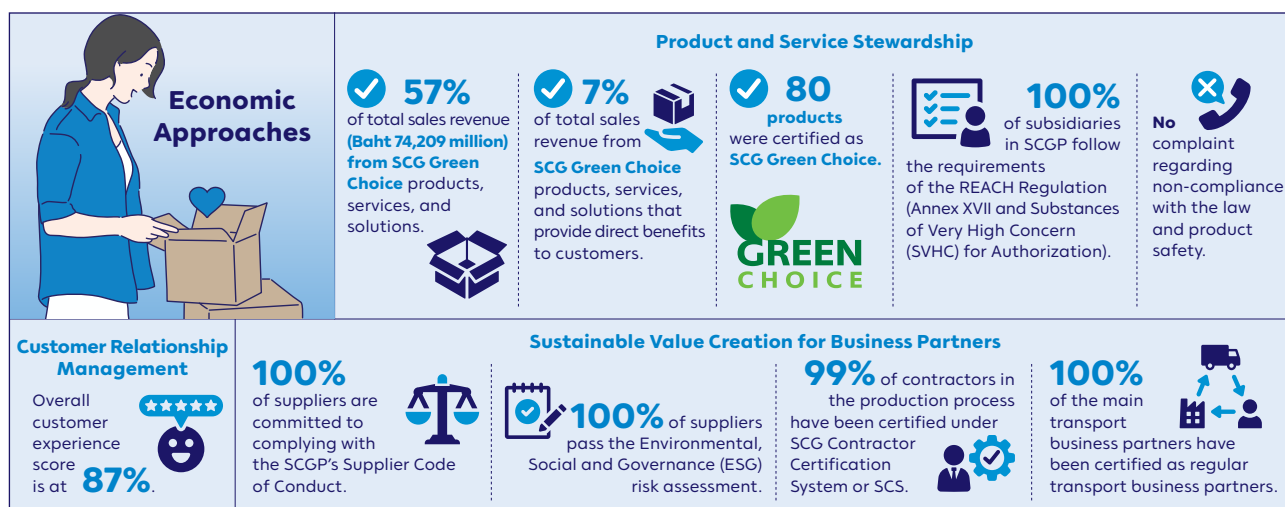 Economic
Approaches
Product and Service Stewardship
57%
of total sales revenue
(Baht 74,209 million)
from SCG Green
Choice products,
services, and
solutions.
7%
of total sales
revenue from
SCG Green Choice
products, services,
and solutions that
provide direct benefits
to customers.
80
products
were certified as
SCG Green Choice.
GREEN
CHOICE
100%
of subsidiaries
in SCGP follow
the requirements
of the REACH Regulation
(Annex XVII and Substances
of Very High Concern
(SVHC) for Authorization).
No
complaint
regarding
non-compliance
with the law
and product
safety.
Customer Relationship
Management
Overall
customer
experience
score
is at 87%.
Sustainable Value Creation for Business Partners
100%
of suppliers are
committed to
complying with
the SCGP's Supplier Code
of Conduct.
100% of suppliers
pass the Environmental,
Social and Governance (ESG)
risk assessment.
99% of contractors in
the production process
have been certified under
SCG Contractor
Certification
System or SCS.
100%
of the main
transport
business partners have
been certified as regular
transport business partners.